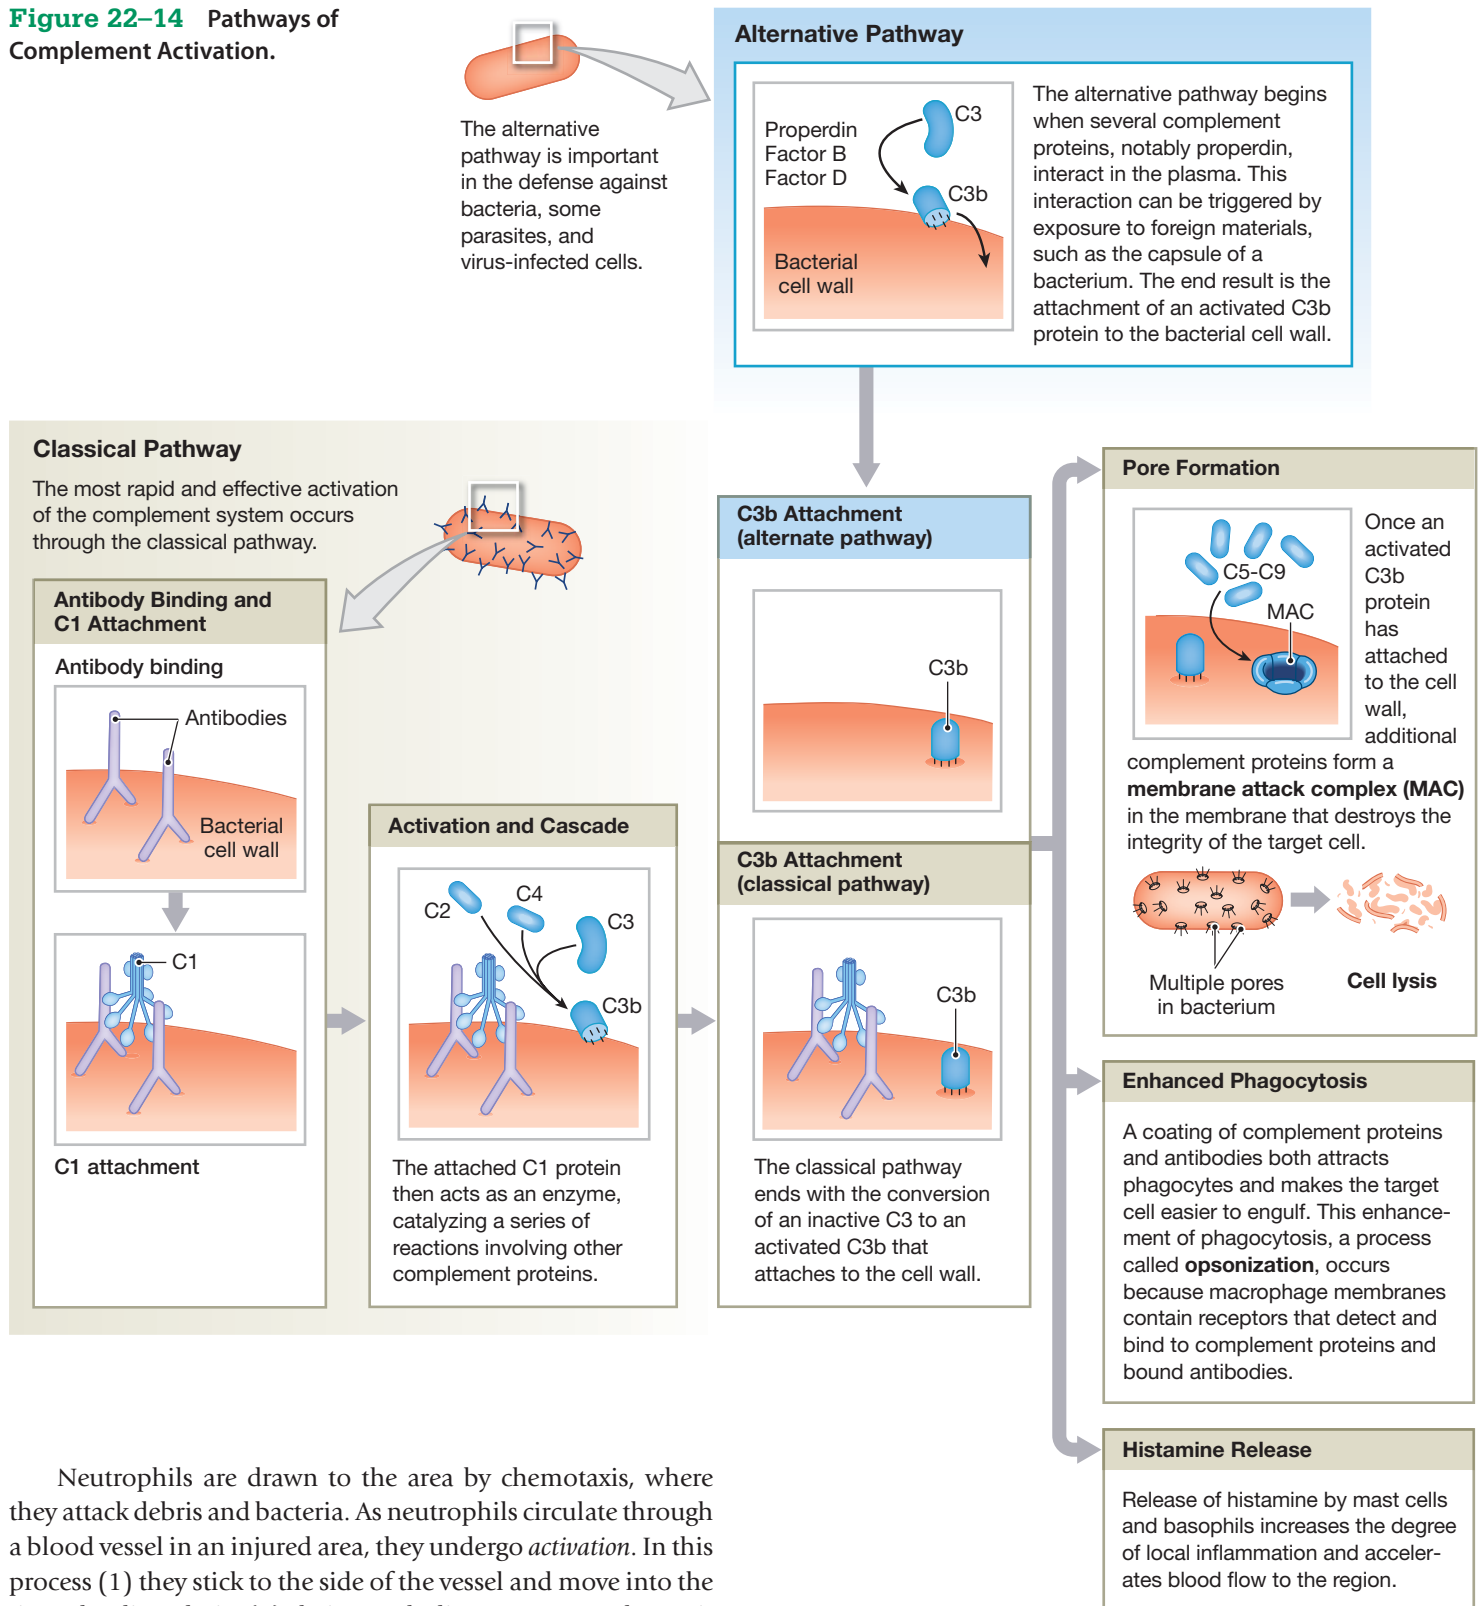 Figure 22–14 Pathways of
Complement Activation.
The alternative
pathway is important
in the defense against
bacteria, some
parasites, and
virus-infected cells.
Alternative Pathway
Properdin
Factor B
Factor D
C3
C3b
Bacterial
cell wall
The alternative pathway begins
when several complement
proteins, notably properdin,
interact in the plasma. This
interaction can be triggered by
exposure to foreign materials,
such as the capsule of a
bacterium. The end result is the
attachment of an activated C3b
protein to the bacterial cell wall.
Classical Pathway
The most rapid and effective activation
of the complement system occurs
through the classical pathway.
Antibody Binding and
C1 Attachment
Antibody binding
Antibodies
Bacterial
cell wall
C1
C1 attachment
Activation and Cascade
C2
C4
C3
C3b
The attached C1 protein
then acts as an enzyme,
catalyzing a series of
reactions involving other
complement proteins.
C3b Attachment
(alternate pathway)
C3b
C3b Attachment
(classical pathway)
C3b
The classical pathway
ends with the conversion
of an inactive C3 to an
activated C3b that
attaches to the cell wall.
Pore Formation
C5-C9
MAC
Once an
activated
C3b
protein
has
attached
to the cell
wall,
additional
complement proteins form a
membrane attack complex (MAC)
in the membrane that destroys the
integrity of the target cell.
Multiple pores
in bacterium
Cell lysis
Enhanced Phagocytosis
A coating of complement proteins
and antibodies both attracts
phagocytes and makes the target
cell easier to engulf. This enhance-
ment of phagocytosis, a process
called opsonization, occurs
because macrophage membranes
contain receptors that detect and
bind to complement proteins and
bound antibodies.
Histamine Release
Release of histamine by mast cells
and basophils increases the degree
of local inflammation and acceler-
ates blood flow to the region.
Neutrophils are drawn to the area by chemotaxis, where
they attack debris and bacteria. As neutrophils circulate through
a blood vessel in an injured area, they undergo activation. In this
process (1) they stick to the side of the vessel and move into the